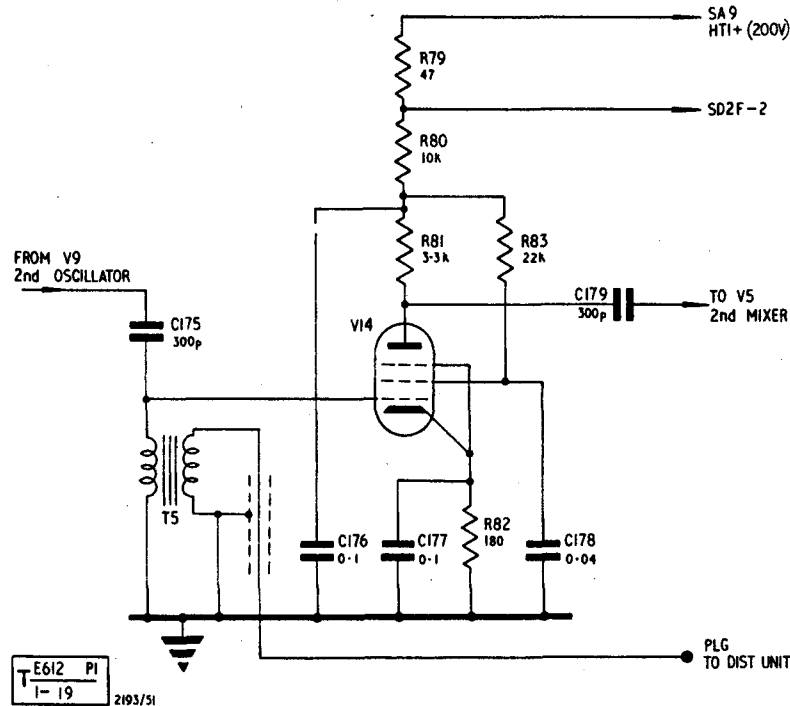 SA9
HT1+ (200V)
R79
47
SD2F-2
R80
10k
R81
3·3k
R83
22k
FROM V9
2nd OSCILLATOR
C175
300p
V14
C179
300p
TO V5
2nd MIXER
T5
C176
0·1
C177
0·1
R82
180
C178
0·04
PLG
TO DIST UNIT
T E612 P1
1-19
2193/51